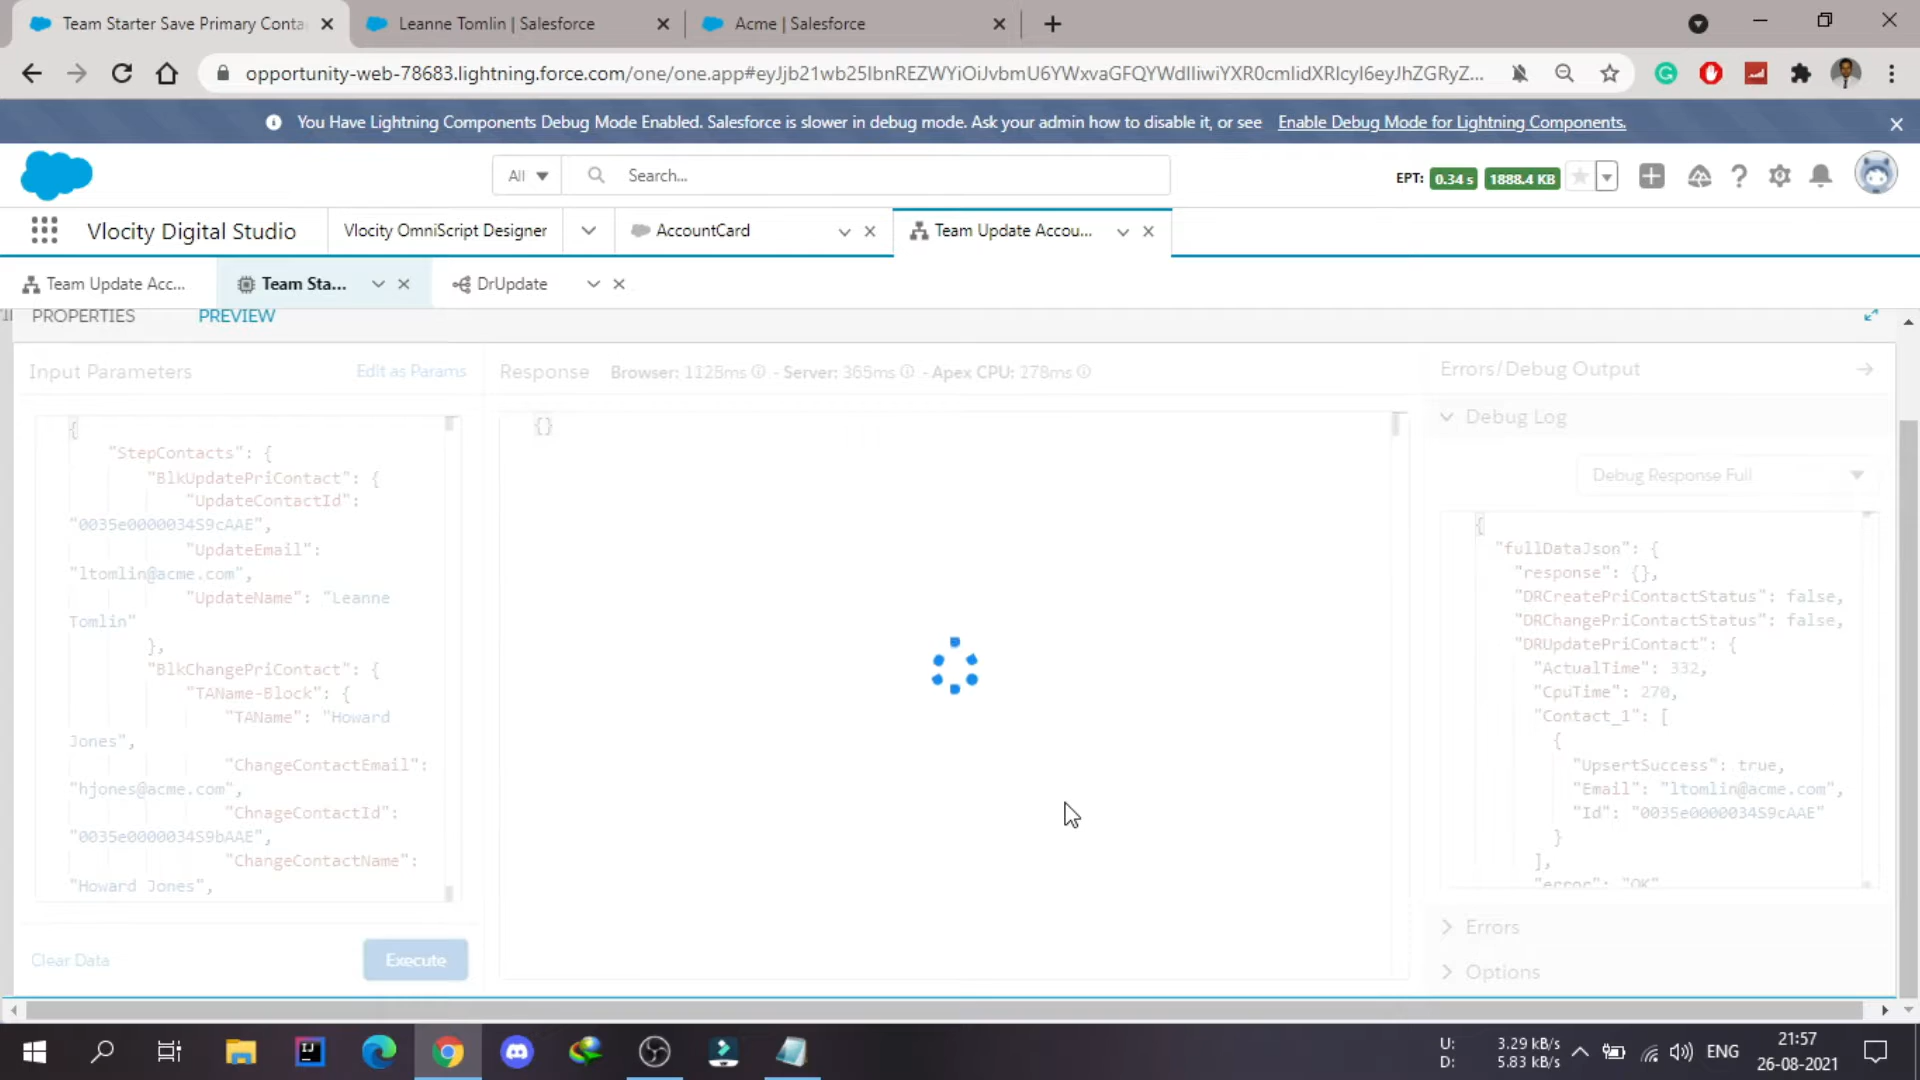 Team Starter Save Primary Conta
Leanne Tomlin | Salesforce
Acme | Salesforce
opportunity-web-78683.lightning.force.com/one/one.app#eyJjb21wb25lbnREZWYiOiJvbmU6YWxvaGFQYWdlIiwiYXR0cmlidXRlcyI6eyJhZGRyZ...
You Have Lightning Components Debug Mode Enabled. Salesforce is slower in debug mode. Ask your admin how to disable it, or see Enable Debug Mode for Lightning Components.
All
Search...
EPT: 0.34 s 1888.4 KB
Vlocity Digital Studio
Vlocity OmniScript Designer
AccountCard
Team Update Accou...
Team Update Acc...
Team Sta...
DrUpdate
PROPERTIES
PREVIEW
Input Parameters
Edit as Params
Response
Browser: 1125ms - Server: 365ms - Apex CPU: 278ms
Errors/Debug Output
{
"StepContacts": {
"BlkUpdatePriContact": {
"UpdateContactId":
"0035e0000034S9cAAE",
"UpdateEmail":
"ltomlin@acme.com",
"UpdateName": "Leanne
Tomlin"
},
"BlkChangePriContact": {
"TAName-Block": {
"TAName": "Howard
Jones",
"ChangeContactEmail":
"hjones@acme.com",
"ChnageContactId":
"0035e0000034S9bAAE",
"ChangeContactName":
"Howard Jones",
{}
Debug Log
Debug Response Full
{
"fullDataJson": {
"response": {},
"DRCreatePriContactStatus": false,
"DRChangePriContactStatus": false,
"DRUpdatePriContact": {
"ActualTime": 332,
"CpuTime": 270,
"Contact_1": [
{
"UpsertSuccess": true,
"Email": "ltomlin@acme.com",
"Id": "0035e0000034S9cAAE"
}
],
"error": "OK"
Clear Data
Execute
Errors
Options
U: 3.29 kB/s
D: 5.83 kB/s
ENG
21:57
26-08-2021